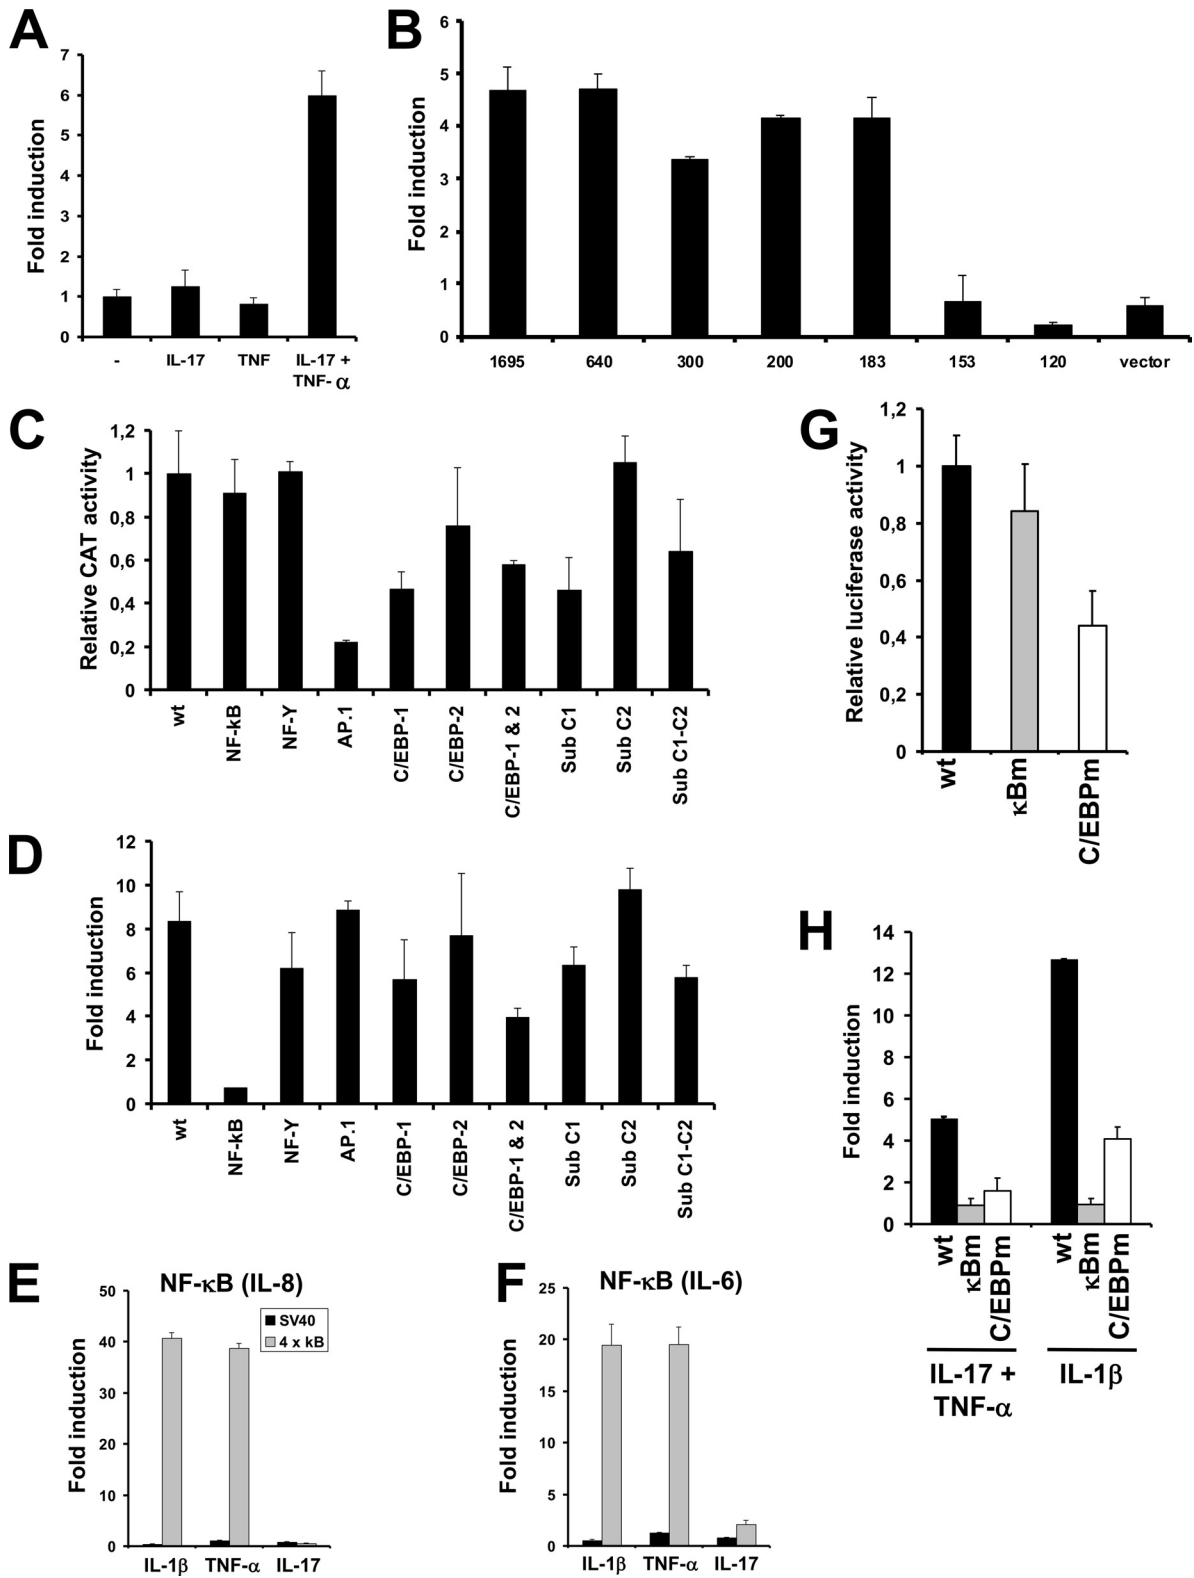 A
Fold induction
7
6
5
4
3
2
1
0
- IL-17 TNF IL-17 +
TNF- α
B
Fold induction
6
5
4
3
2
1
0
1695 640 300 200 183 153 120 vector
C
Relative CAT activity
1,2
1
0,8
0,6
0,4
0,2
0
wt
NF-kB
NF-Y
AP.1
C/EBP-1
C/EBP-2
C/EBP-1 & 2
Sub C1
Sub C2
Sub C1-C2
G
Relative luciferase activity
1,2
1
0,8
0,6
0,4
0,2
0
wt
κBm
C/EBPm
D
Fold induction
12
10
8
6
4
2
0
wt
NF-kB
NF-Y
AP.1
C/EBP-1
C/EBP-2
C/EBP-1 & 2
Sub C1
Sub C2
Sub C1-C2
H
Fold induction
14
12
10
8
6
4
2
0
wt
κBm
C/EBPm
wt
κBm
C/EBPm
IL-17 +
TNF-α
IL-1β
E
NF-κB (IL-8)
SV40
4 x kB
Fold induction
50
40
30
20
10
0
IL-1β TNF-α IL-17
F
NF-κB (IL-6)
Fold induction
25
20
15
10
5
0
IL-1β TNF-α IL-17